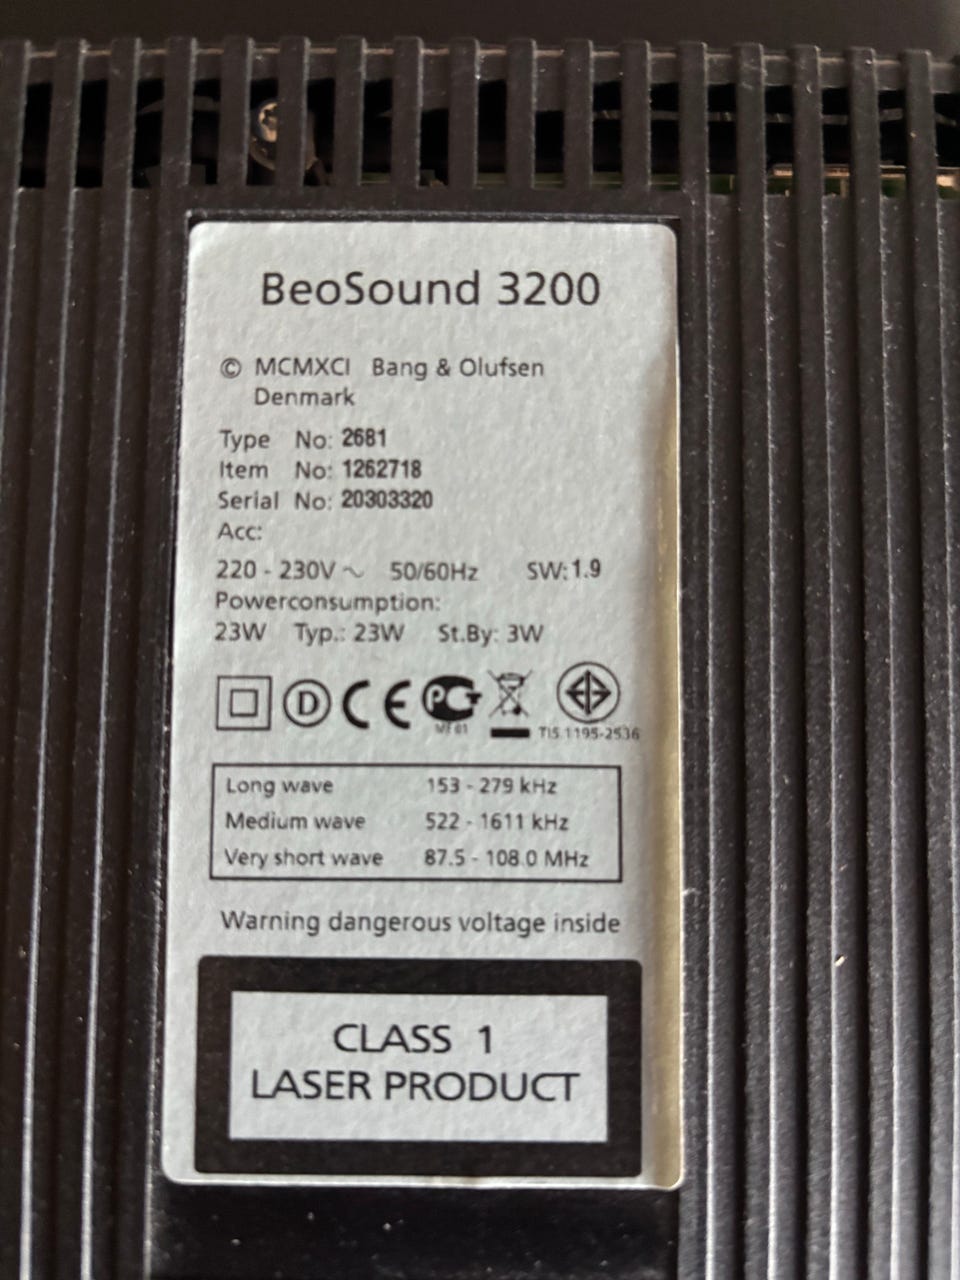 BeoSound 3200
© MCMXCI Bang & Olufsen
Denmark
Type No: 2681
Item No: 1262718
Serial No: 20303320
Acc:
220 - 230V ~ 50/60Hz SW: 1.9
Powerconsumption:
23W Typ.: 23W St.By: 3W
D CE PCT
TIS.1195-2536
Long wave 153 - 279 kHz
Medium wave 522 - 1611 kHz
Very short wave 87.5 - 108.0 MHz
Warning dangerous voltage inside
CLASS 1
LASER PRODUCT